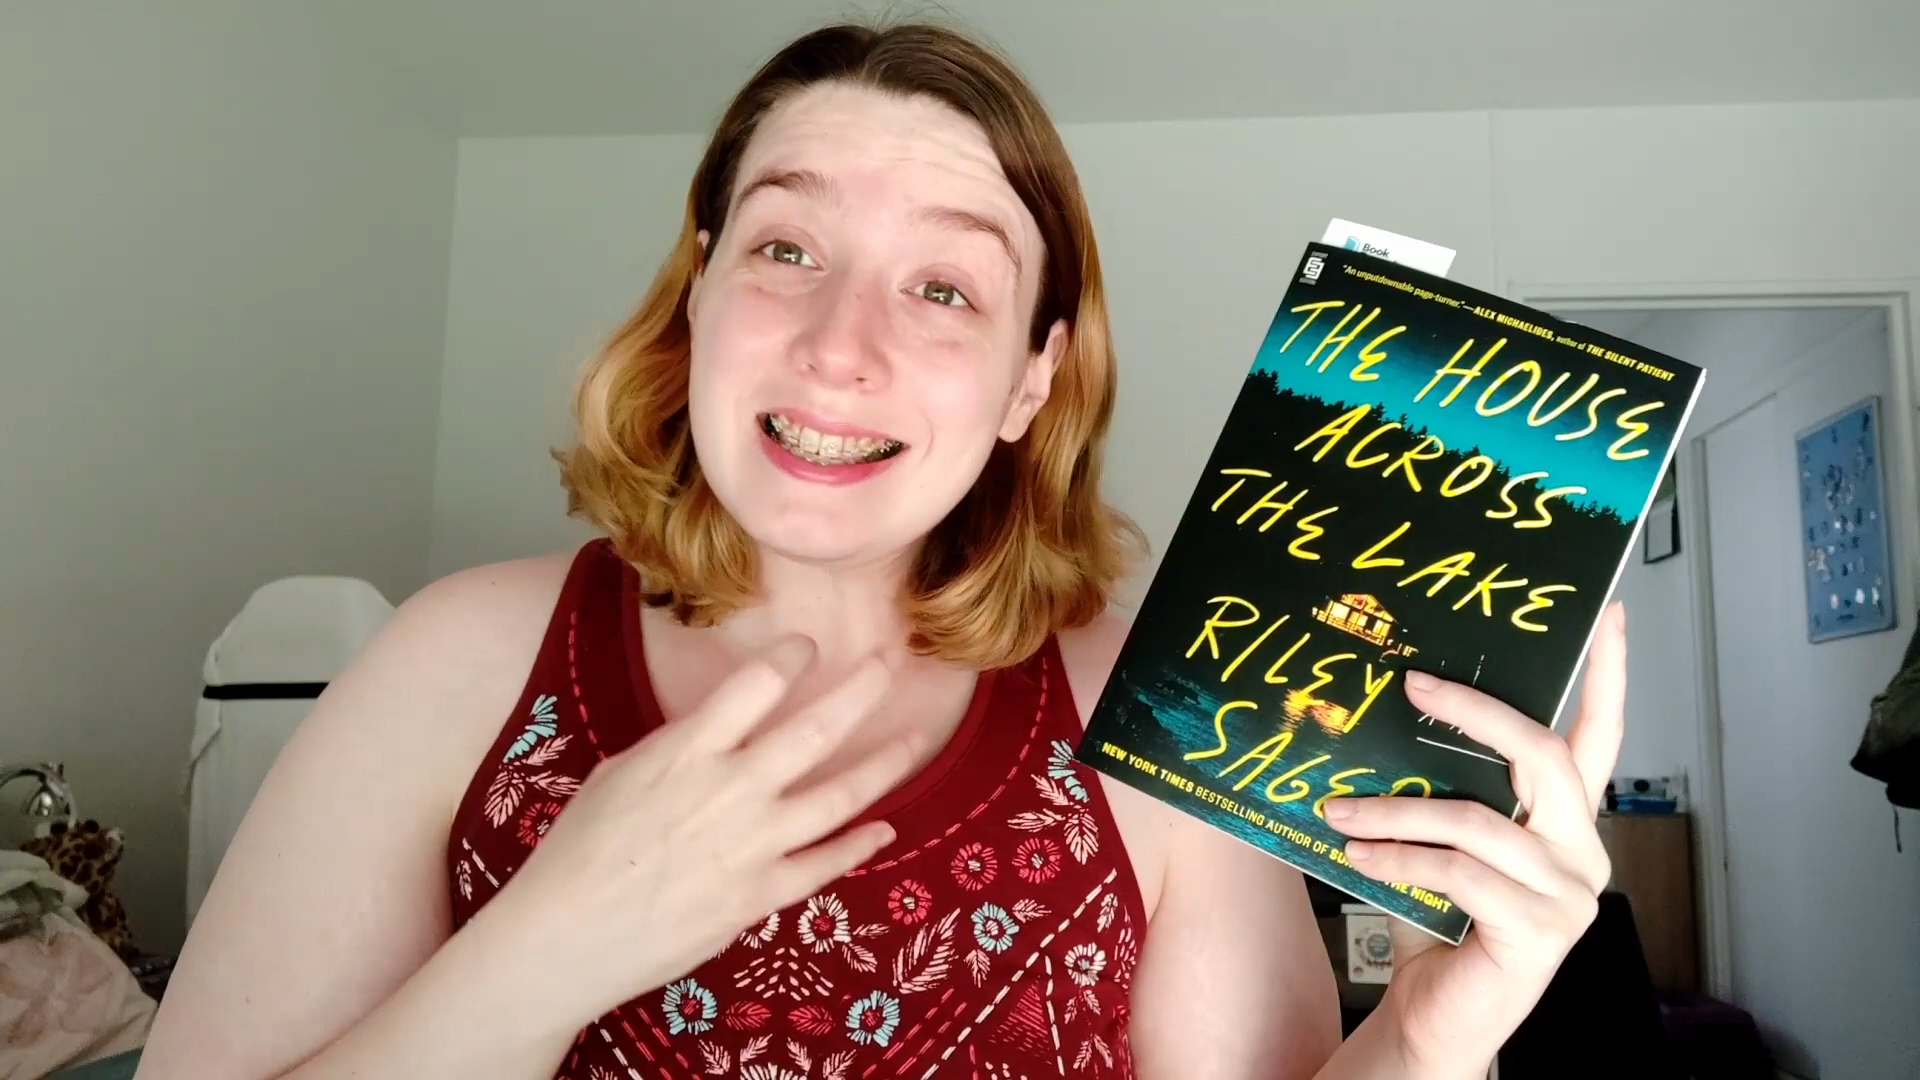 Book
"An unputdownable page-turner."—ALEX MICHAELIDES, author of THE SILENT PATIENT
THE HOUSE
ACROSS
THE LAKE
RILEY
SAGER
NEW YORK TIMES BESTSELLING AUTHOR OF THE NIGHT